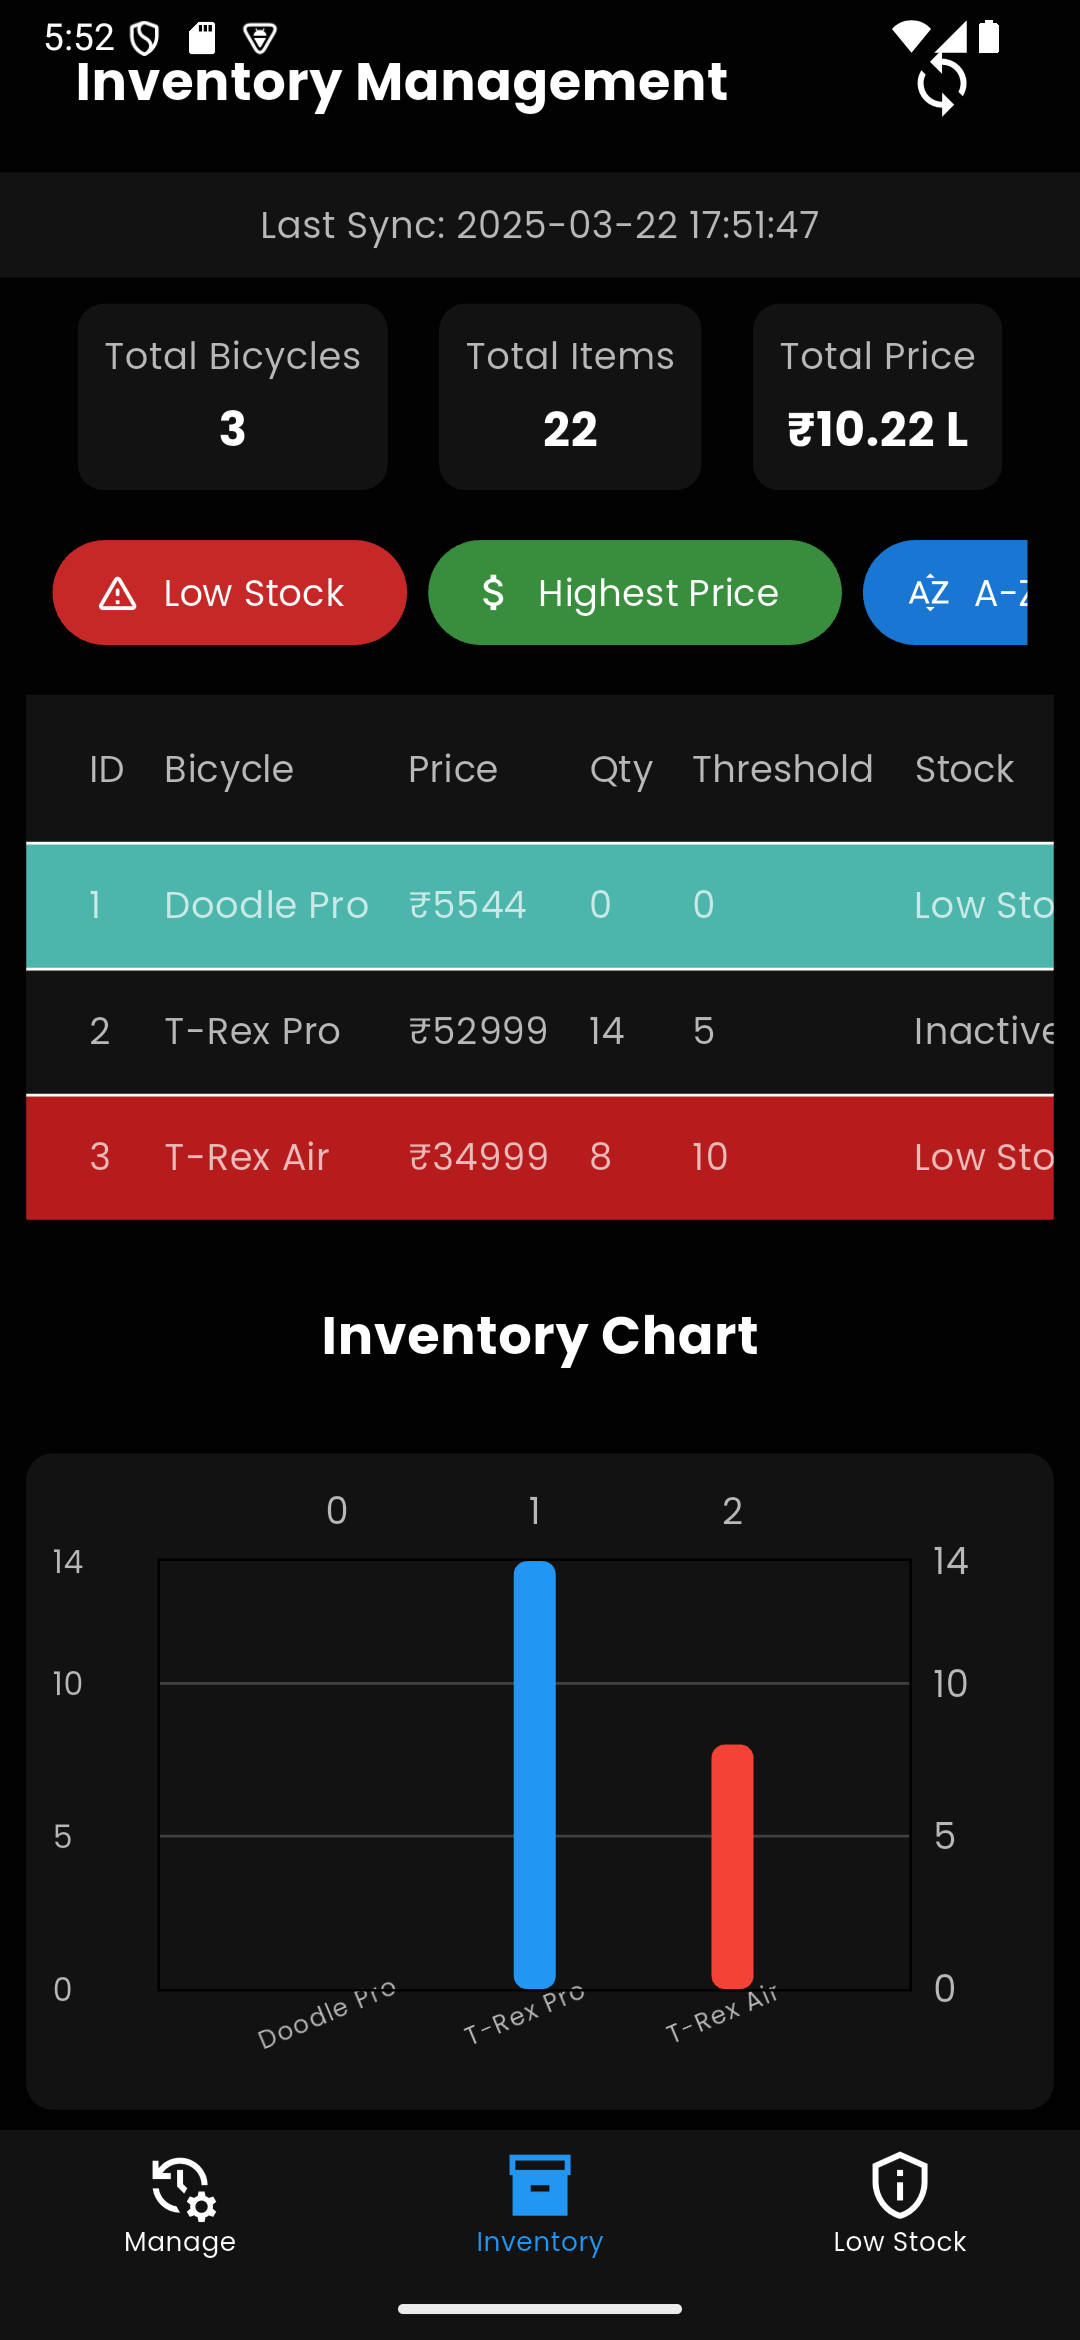 5:52
Inventory Management
Last Sync: 2025-03-22 17:51:47
Total Bicycles Total Items Total Price
3 22 ₹10.22 L
Low Stock $ Highest Price AZ A-Z
ID Bicycle Price Qty Threshold Stock
1 Doodle Pro ₹5544 0 0 Low Sto
2 T-Rex Pro ₹52999 14 5 Inactive
3 T-Rex Air ₹34999 8 10 Low Sto
Inventory Chart
0 1 2
14 14
10 10
5 5
0 0
Doodle Pro T-Rex Pro T-Rex Air
Manage Inventory Low Stock